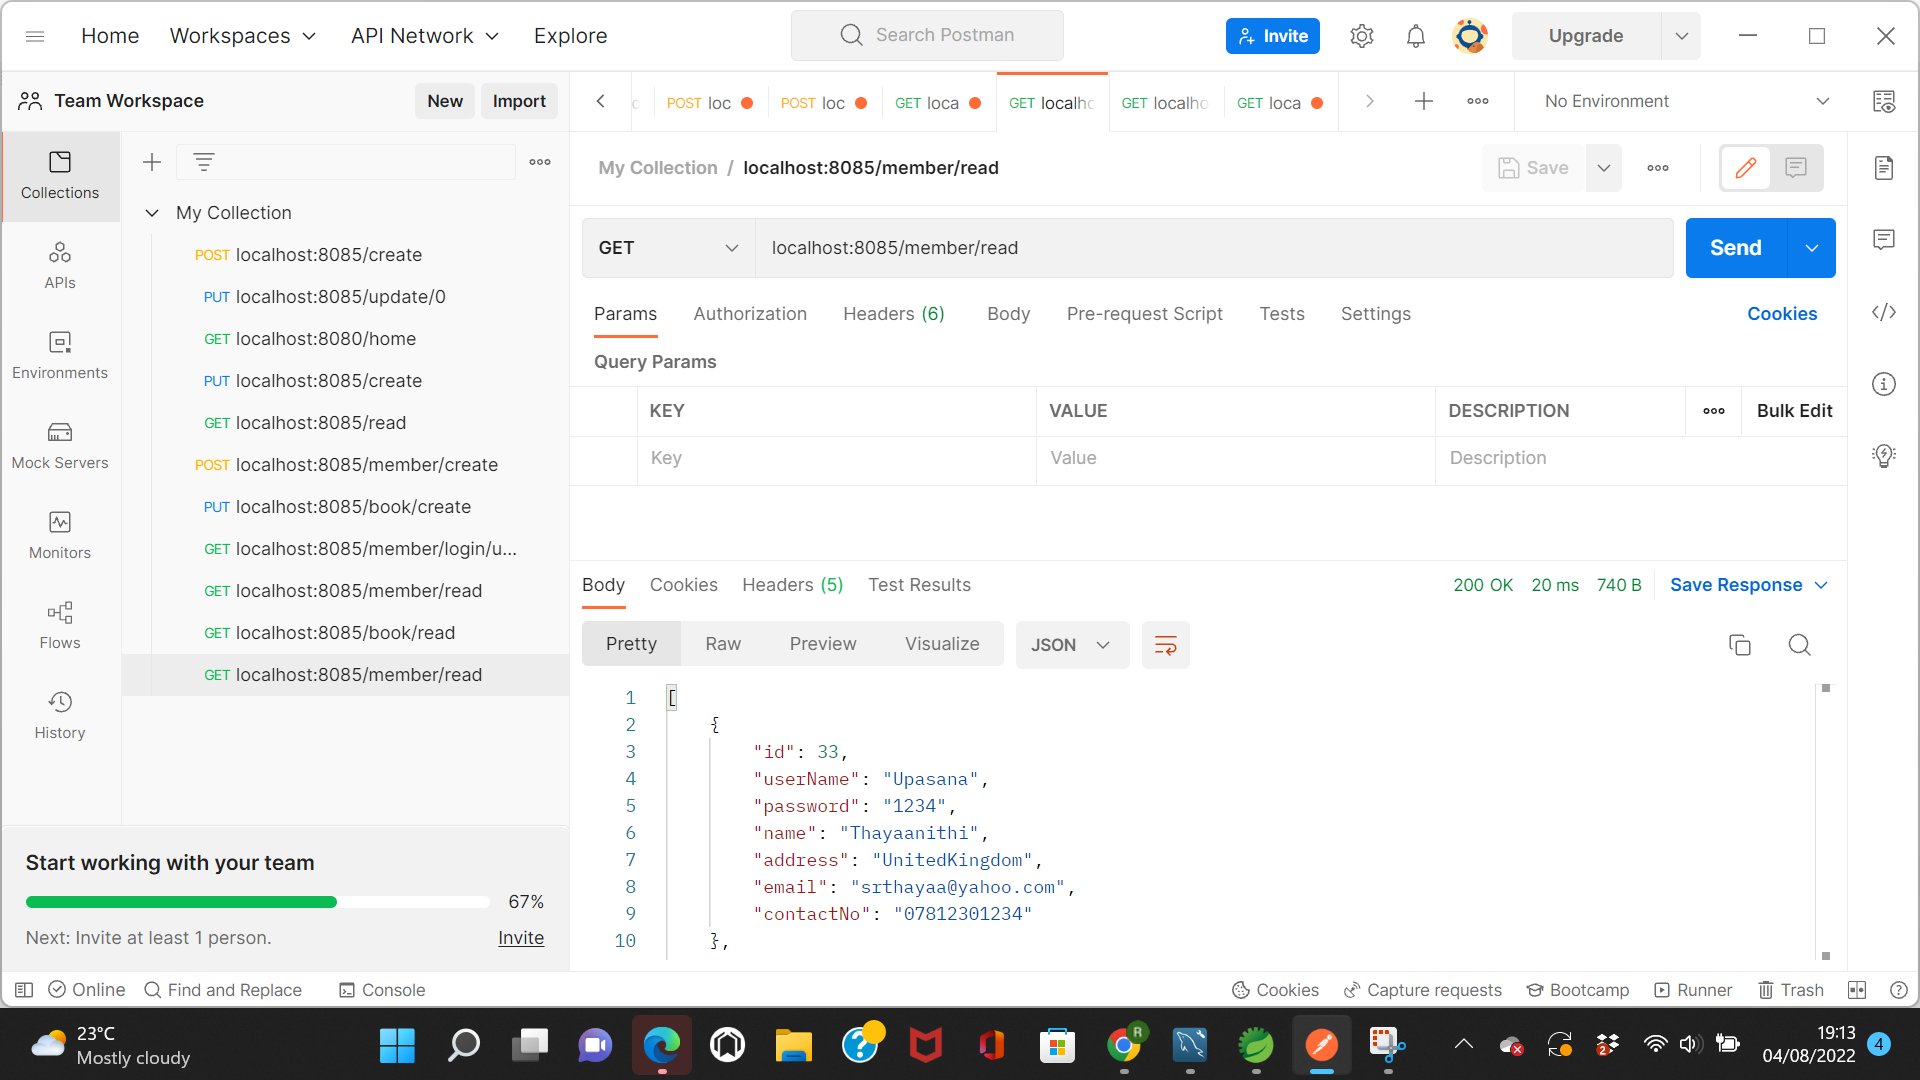 Home Workspaces API Network Explore Search Postman Invite Upgrade
Team Workspace New Import
POST loc POST loc GET loca GET localhc GET localho GET loca No Environment
Collections
APIs
Environments
Mock Servers
Monitors
Flows
History
My Collection
POST localhost:8085/create
PUT localhost:8085/update/0
GET localhost:8080/home
PUT localhost:8085/create
GET localhost:8085/read
POST localhost:8085/member/create
PUT localhost:8085/book/create
GET localhost:8085/member/login/u...
GET localhost:8085/member/read
GET localhost:8085/book/read
GET localhost:8085/member/read
Start working with your team
67%
Next: Invite at least 1 person. Invite
My Collection / localhost:8085/member/read Save
GET localhost:8085/member/read Send
Params Authorization Headers (6) Body Pre-request Script Tests Settings Cookies
Query Params
KEY VALUE DESCRIPTION Bulk Edit
Key Value Description
Body Cookies Headers (5) Test Results 200 OK 20 ms 740 B Save Response
Pretty Raw Preview Visualize JSON
1 [
2 {
3 "id": 33,
4 "userName": "Upasana",
5 "password": "1234",
6 "name": "Thayaanithi",
7 "address": "UnitedKingdom",
8 "email": "srthayaa@yahoo.com",
9 "contactNo": "07812301234"
10 },
Online Find and Replace Console Cookies Capture requests Bootcamp Runner Trash
23°C
Mostly cloudy
R
2
19:13
04/08/2022
4